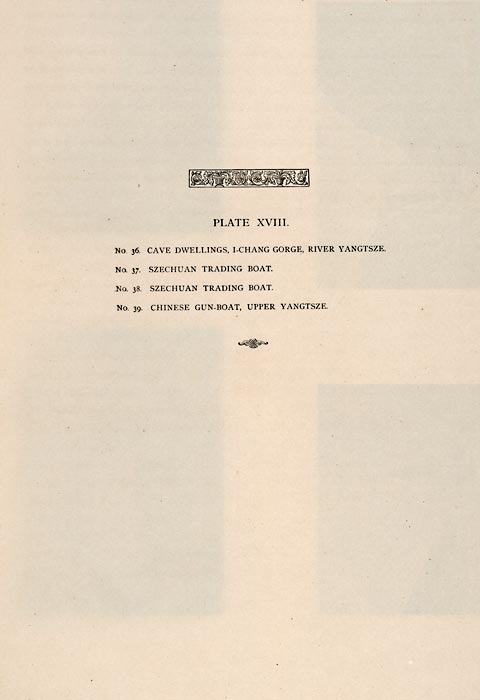 PLATE XVIII.
No. 36. CAVE DWELLINGS, I-CHANG GORGE, RIVER YANGTSZE.
No. 37. SZECHUAN TRADING BOAT.
No. 38. SZECHUAN TRADING BOAT.
No. 39. CHINESE GUN-BOAT, UPPER YANGTSZE.